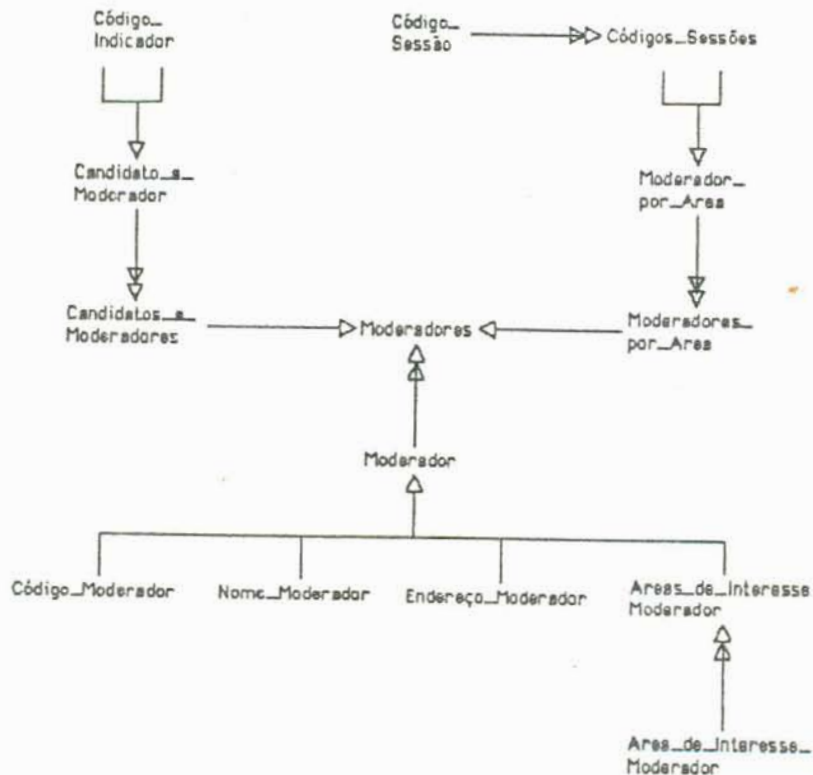 Código_
Indicador
Código_
Sessão
Códigos_Sessões
Candidato_a_
Moderador
Moderador_
por_Area
Candidatos_a_
Moderadores
Moderadores
Moderadores_
por_Area
Moderador
Código_Moderador
Nome_Moderador
Endereço_Moderador
Areas_de_Interesse
Moderador
Area_de_Interesse_
Moderador